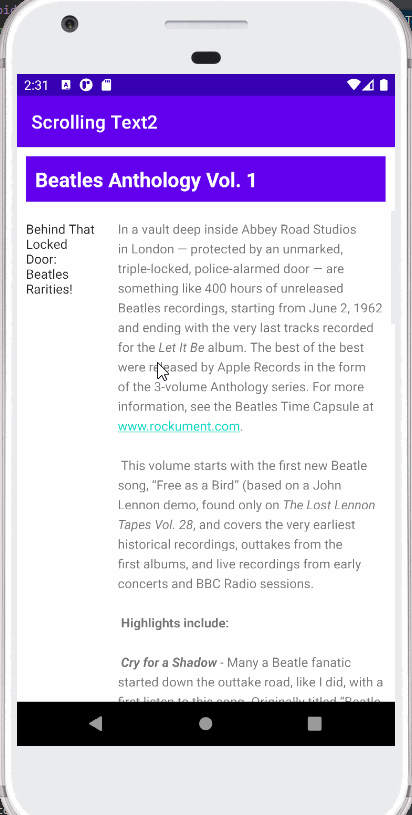 2:31
Scrolling Text2
Beatles Anthology Vol. 1
Behind That
Locked
Door:
Beatles
Rarities!
In a vault deep inside Abbey Road Studios
in London — protected by an unmarked,
triple-locked, police-alarmed door — are
something like 400 hours of unreleased
Beatles recordings, starting from June 2, 1962
and ending with the very last tracks recorded
for the Let It Be album. The best of the best
were released by Apple Records in the form
of the 3-volume Anthology series. For more
information, see the Beatles Time Capsule at
www.rockument.com.
This volume starts with the first new Beatle
song, “Free as a Bird” (based on a John
Lennon demo, found only on The Lost Lennon
Tapes Vol. 28, and covers the very earliest
historical recordings, outtakes from the
first albums, and live recordings from early
concerts and BBC Radio sessions.
Highlights include:
Cry for a Shadow - Many a Beatle fanatic
started down the outtake road, like I did, with a
first listen to this song. Originally titled “Beatle